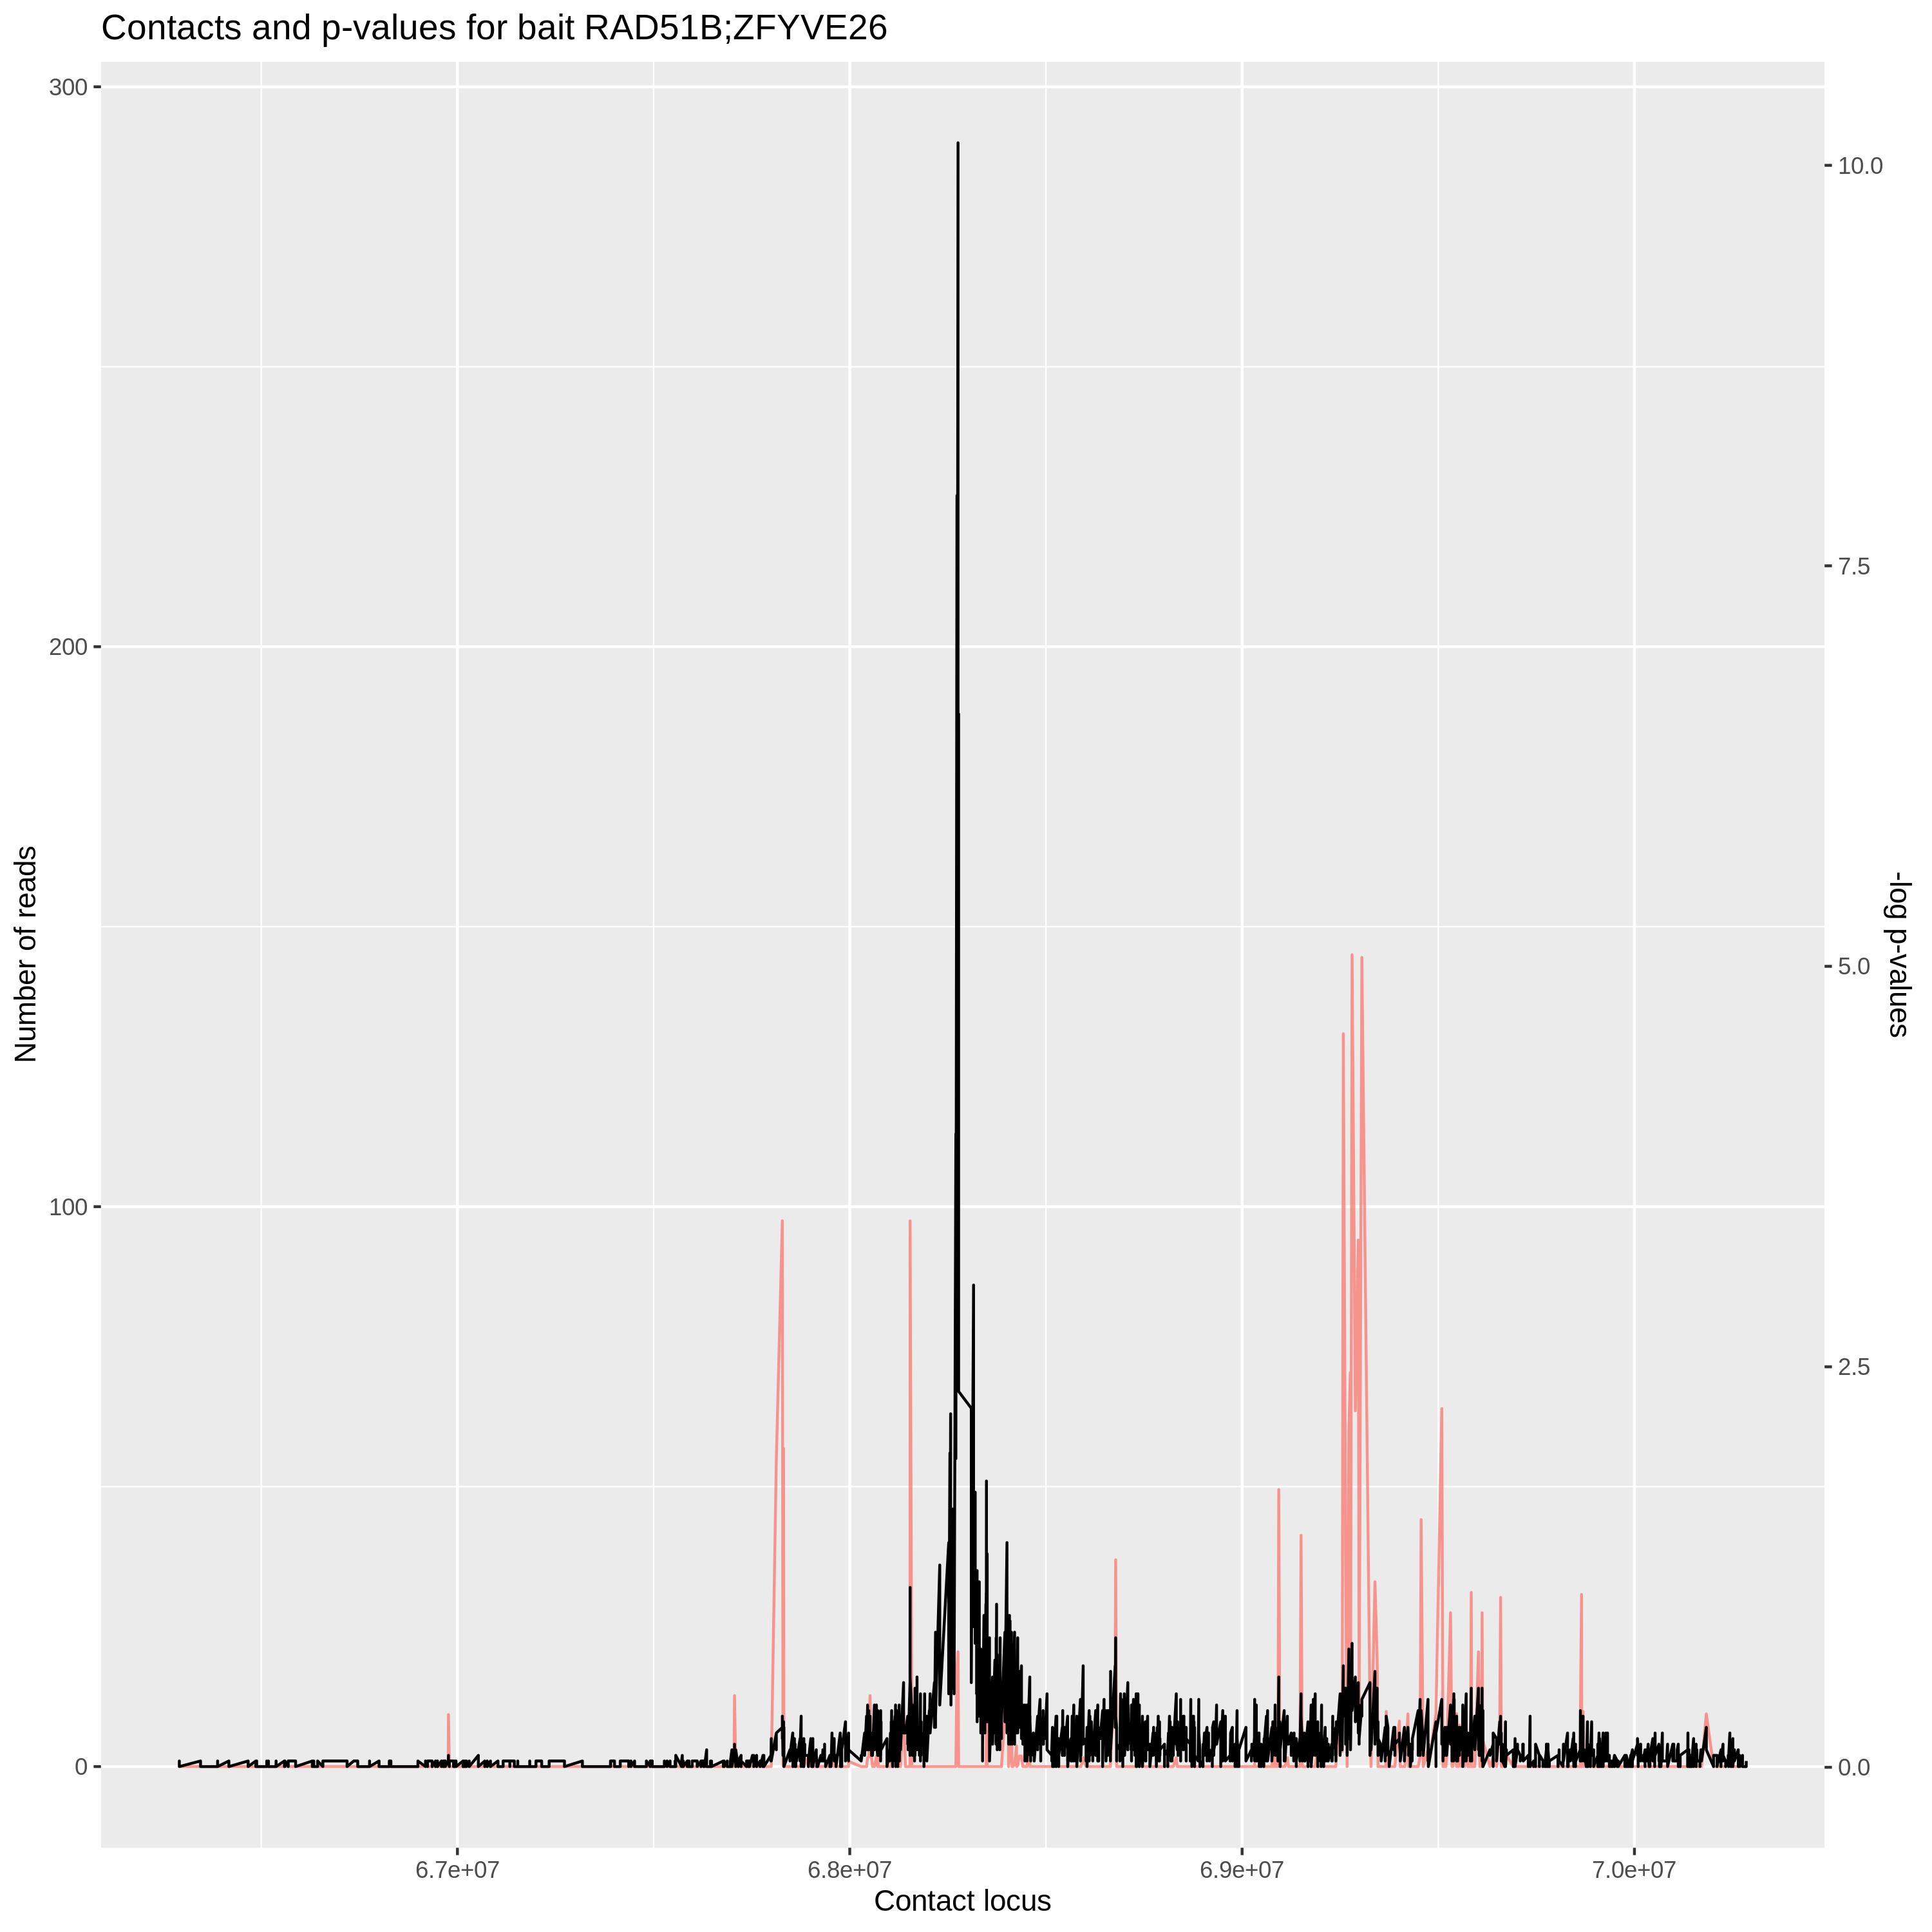 Contacts and p-values for bait RAD51B;ZFYVE26
300
200
100
0
Number of reads
10.0
7.5
5.0
2.5
0.0
-log p-values
6.7e+07
6.8e+07
6.9e+07
7.0e+07
Contact locus